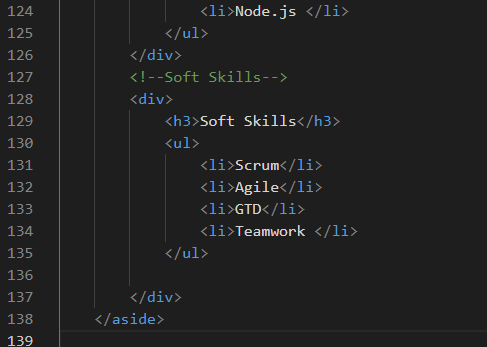 124                 <li>Node.js </li>
125             </ul>
126         </div>
127         <!--Soft Skills-->
128         <div>
129             <h3>Soft Skills</h3>
130             <ul>
131                 <li>Scrum</li>
132                 <li>Agile</li>
133                 <li>GTD</li>
134                 <li>Teamwork </li>
135             </ul>
136
137         </div>
138     </aside>
139